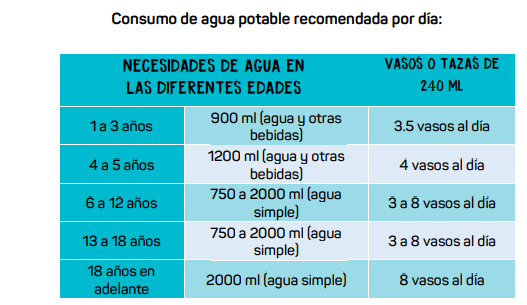 Consumo de agua potable recomendada por día:
NECESIDADES DE AGUA EN
LAS DIFERENTES EDADES
VASOS O TAZAS DE
240 ML
1 a 3 años
900 ml (agua y otras
bebidas)
3.5 vasos al día
4 a 5 años
1200 ml (agua y otras
bebidas)
4 vasos al día
6 a 12 años
750 a 2000 ml (agua
simple)
3 a 8 vasos al día
13 a 18 años
750 a 2000 ml (agua
simple)
3 a 8 vasos al día
18 años en
adelante
2000 ml (agua simple)
8 vasos al día